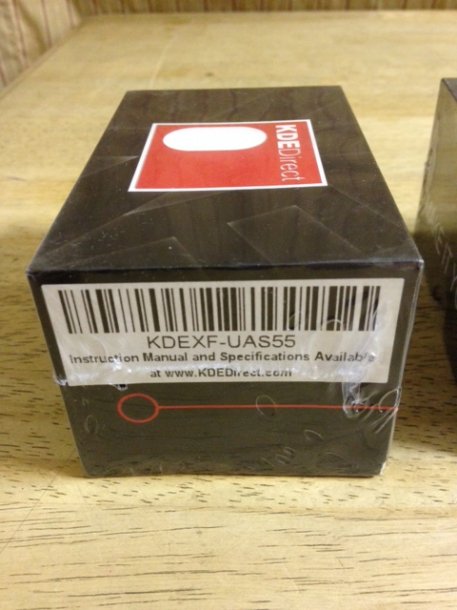 KDEDirect
KDEXF-UAS55
Instruction Manual and Specifications Available
at www.KDEDirect.com